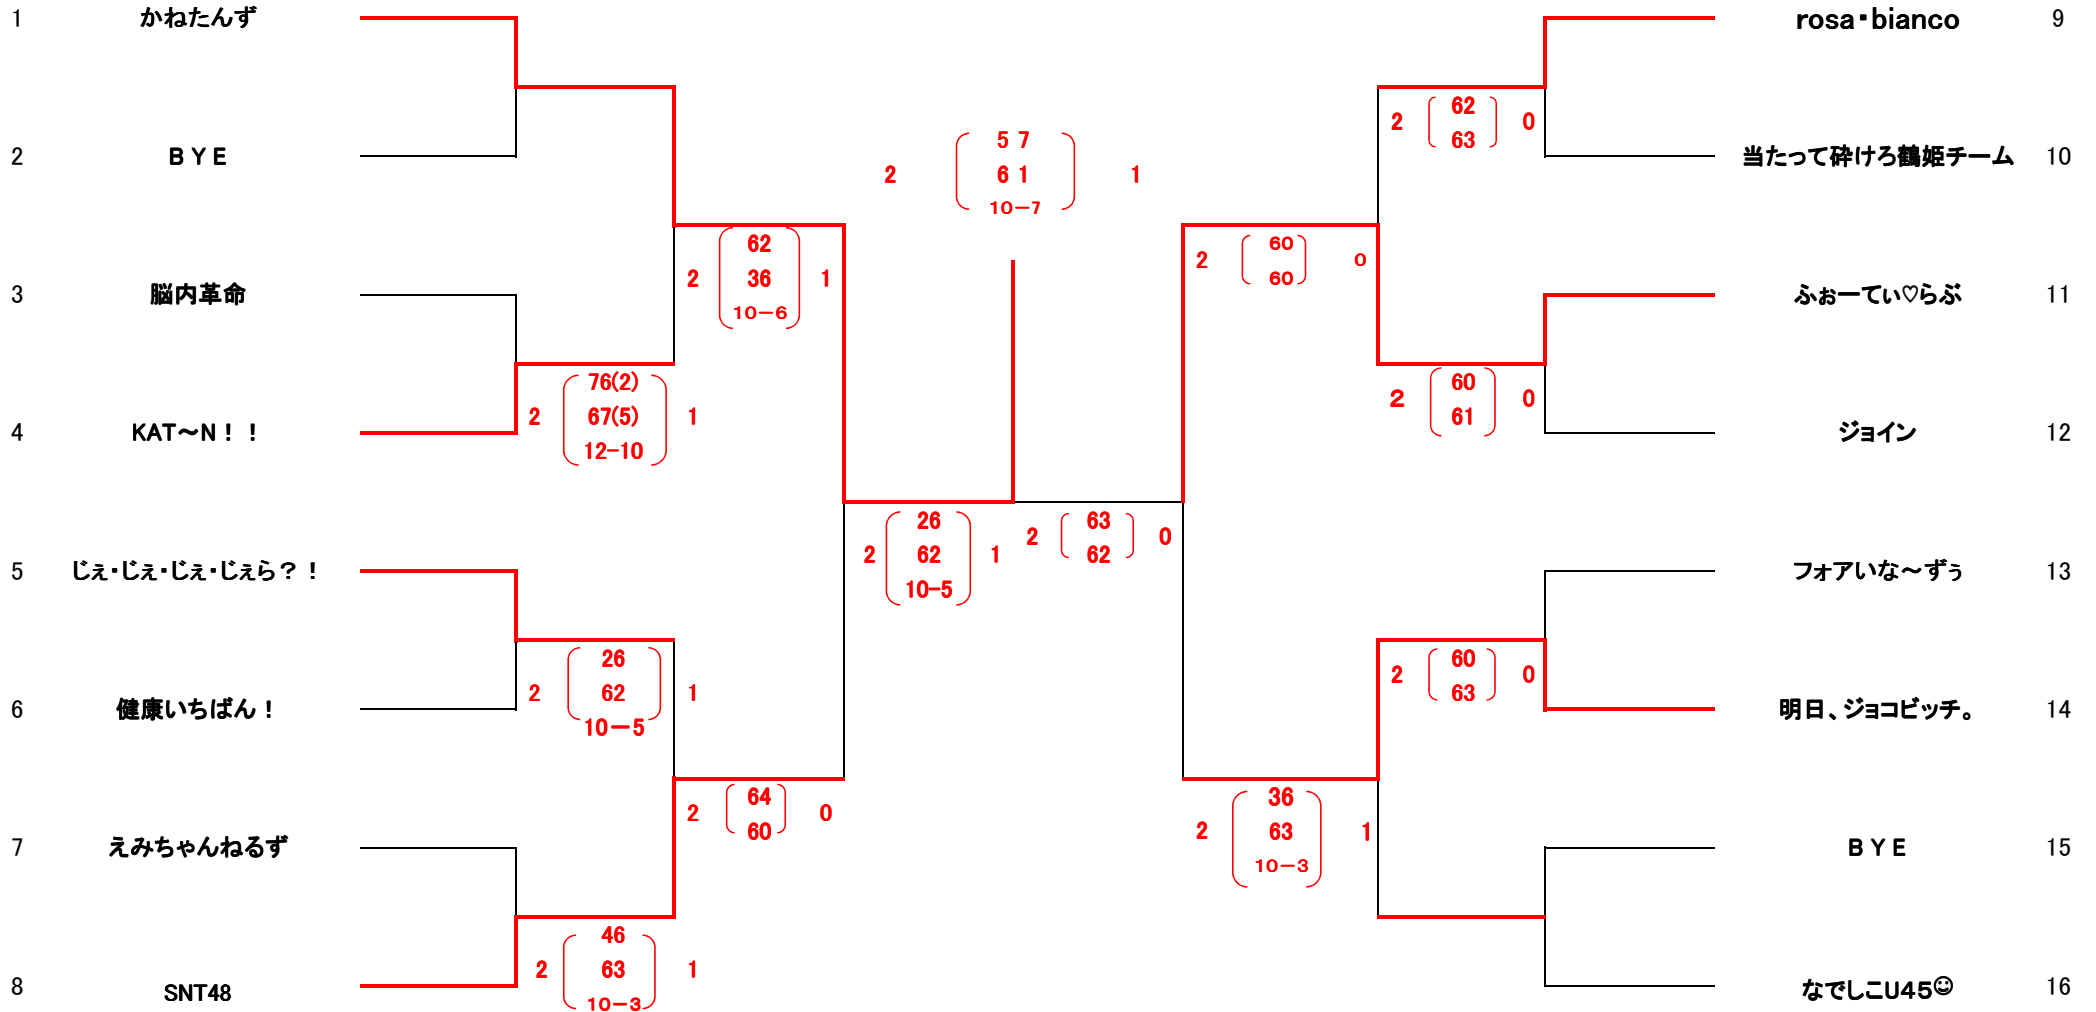 1 かねたんず
2 BYE
3 脳内革命
4 KAT～N！！
5 じぇ・じぇ・じぇ・じぇら？！
6 健康いちばん！
7 えみちゃんねるず
8 SNT48
76(2)
2 67(5) 1
12-10
26
2 62 1
10－5
46
2 63 1
10－3
62
2 36 1
10－6
64
2 0
60
26
2 62 1
10-5
5 7
2 6 1 1
10－7
63
2 0
62
60
2 0
60
36
2 63 1
10－3
62
2 0
63
60
2 0
61
60
2 0
63
rosa・bianco 9
当たって砕けろ鶴姫チーム 10
ふぉーてぃ♡らぶ 11
ジョイン 12
フォアいな～ずぅ 13
明日、ジョコビッチ。 14
BYE 15
なでしこU45☺ 16